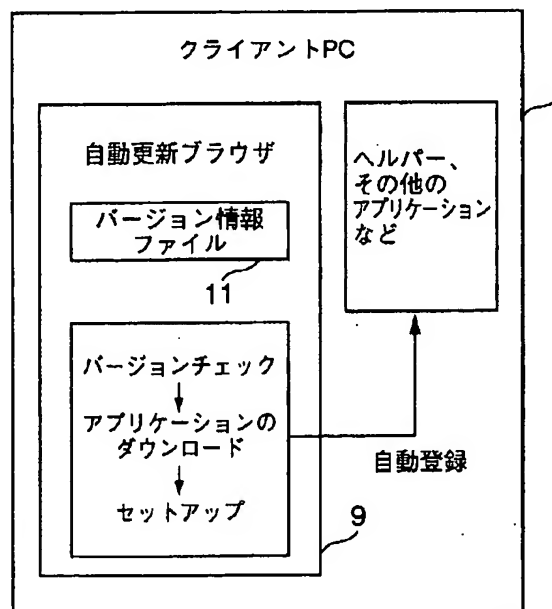 クライアントPC
自動更新ブラウザ
バージョン情報
ファイル
11
バージョンチェック
アプリケーションの
ダウンロード
セットアップ
9
ヘルパー、
その他の
アプリケーション
など
自動登録